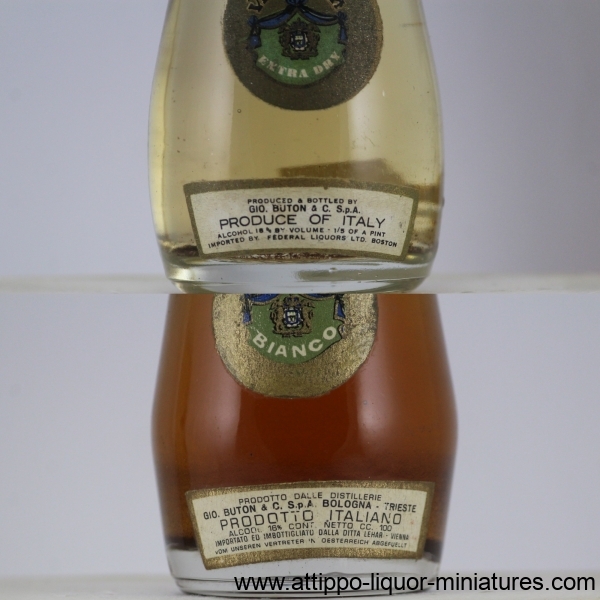 EXTRA DRY
PRODUCED & BOTTLED BY
GIO. BUTON & C. S.p.A.
PRODUCE OF ITALY
ALCOHOL 18 % BY VOLUME - 1/5 OF A PINT
IMPORTED BY. FEDERAL LIQUORS LTD. BOSTON
BIANCO
PRODOTTO DALLE DISTILLERIE
GIO. BUTON & C. S.p.A. BOLOGNA - TRIESTE
PRODOTTO ITALIANO
ALCOOL 16% CONT. NETTO CC. 100
IMPORTATO ED IMBOTTIGLIATO DALLA DITTA LEHAR - VIENNA
VOM UNSEREN VERTRETER IN OESTERREICH ABGEFUELLT
www.attippo-liquor-miniatures.com